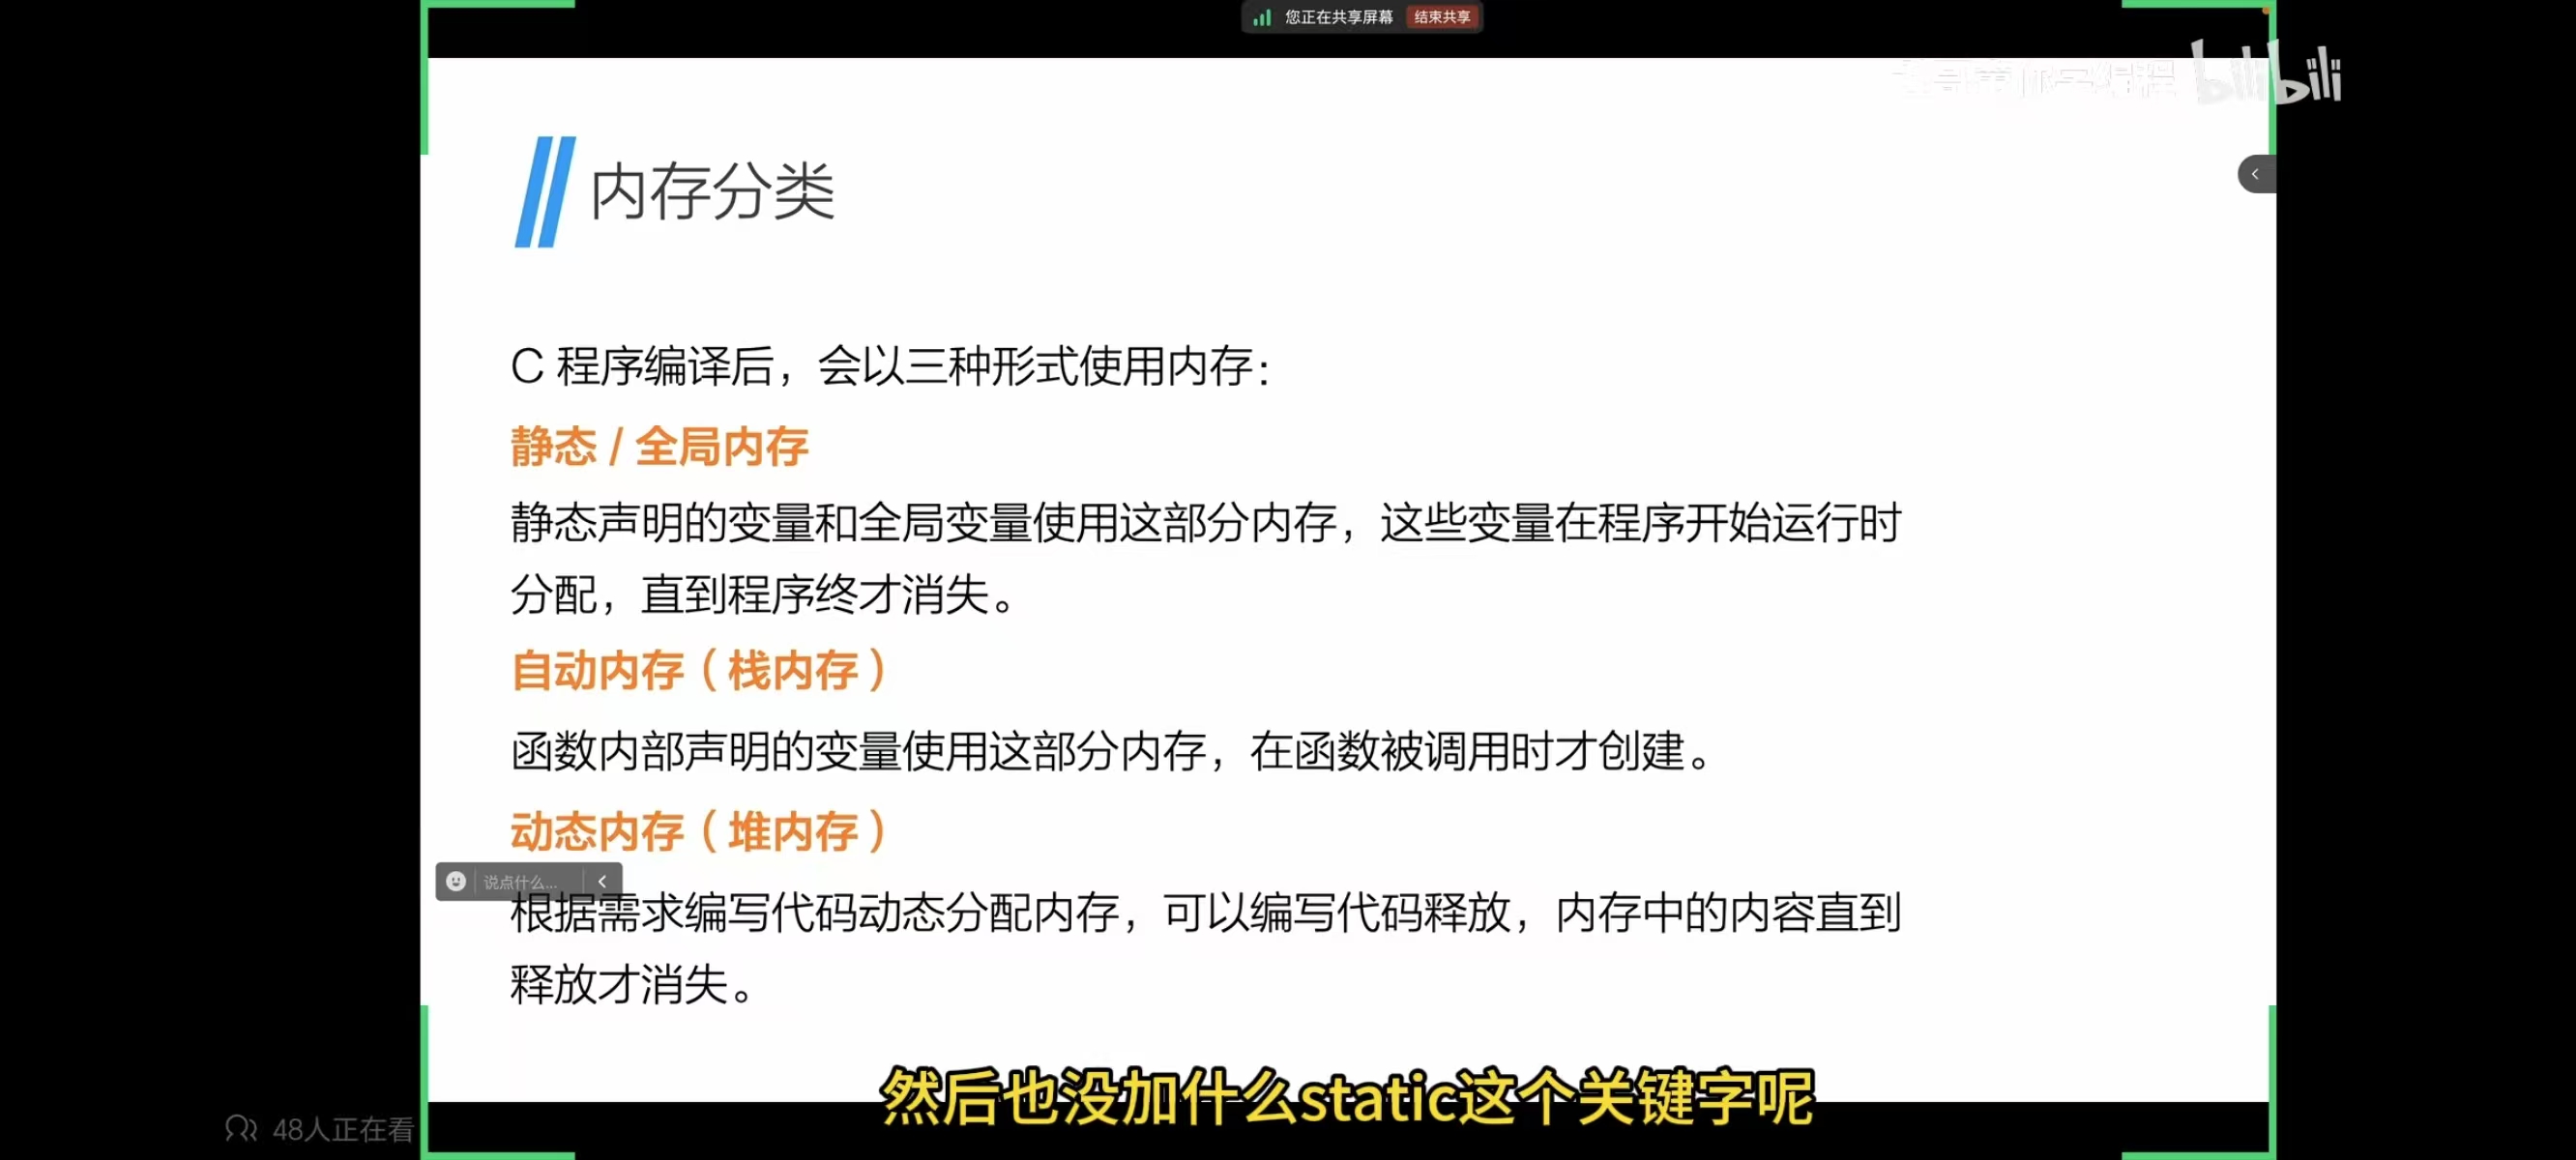 您正在共享屏幕 结束共享
bilibili
内存分类
C 程序编译后，会以三种形式使用内存：
静态 / 全局内存
静态声明的变量和全局变量使用这部分内存，这些变量在程序开始运行时
分配，直到程序终才消失。
自动内存（栈内存）
函数内部声明的变量使用这部分内存，在函数被调用时才创建。
动态内存（堆内存）
说点什么...
根据需求编写代码动态分配内存，可以编写代码释放，内存中的内容直到
释放才消失。
然后也没加什么static这个关键字呢
48人正在看